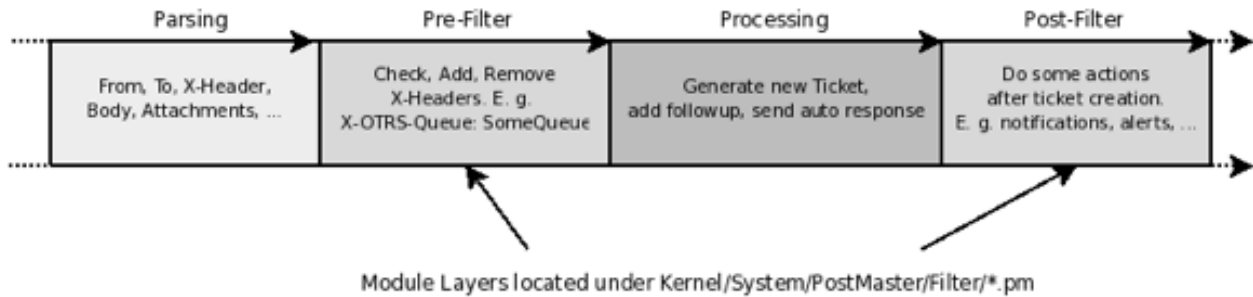 Parsing
Pre-Filter
Processing
Post-Filter
From, To, X-Header,
Body, Attachments, ...
Check, Add, Remove
X-Headers. E. g.
X-OTRS-Queue: SomeQueue
Generate new Ticket,
add followup, send auto response
Do some actions
after ticket creation.
E. g. notifications, alerts, ...
Module Layers located under Kernel/System/PostMaster/Filter/*.pm